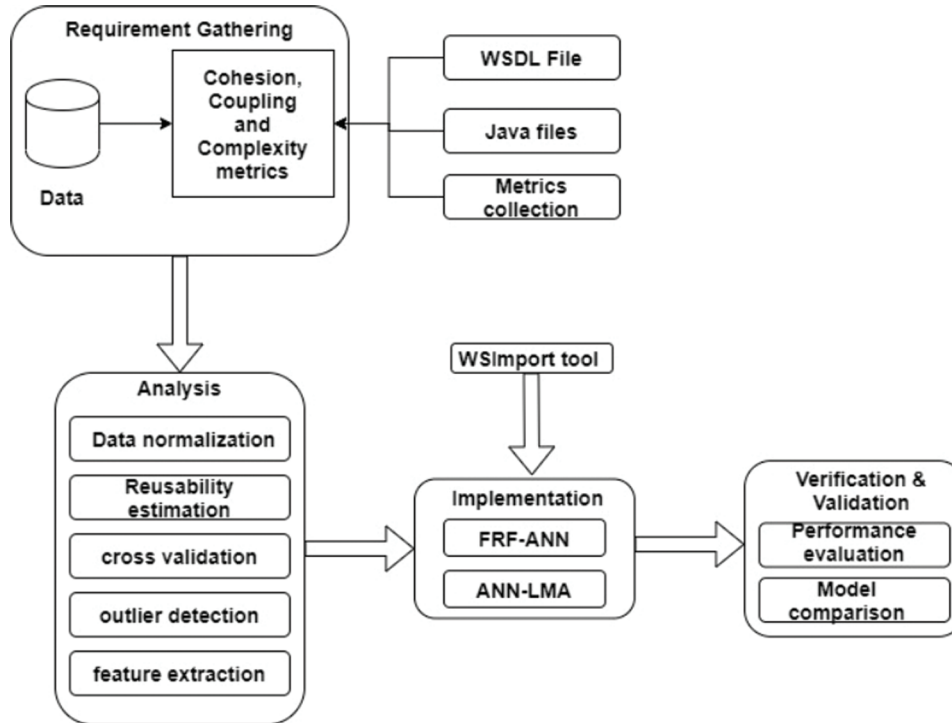 Requirement Gathering
Cohesion,
Coupling
and
Complexity
metrics
Data
WSDL File
Java files
Metrics
collection
Analysis
Data normalization
Reusability
estimation
cross validation
outlier detection
feature extraction
WSImport tool
Implementation
FRF-ANN
ANN-LMA
Verification &
Validation
Performance
evaluation
Model
comparison